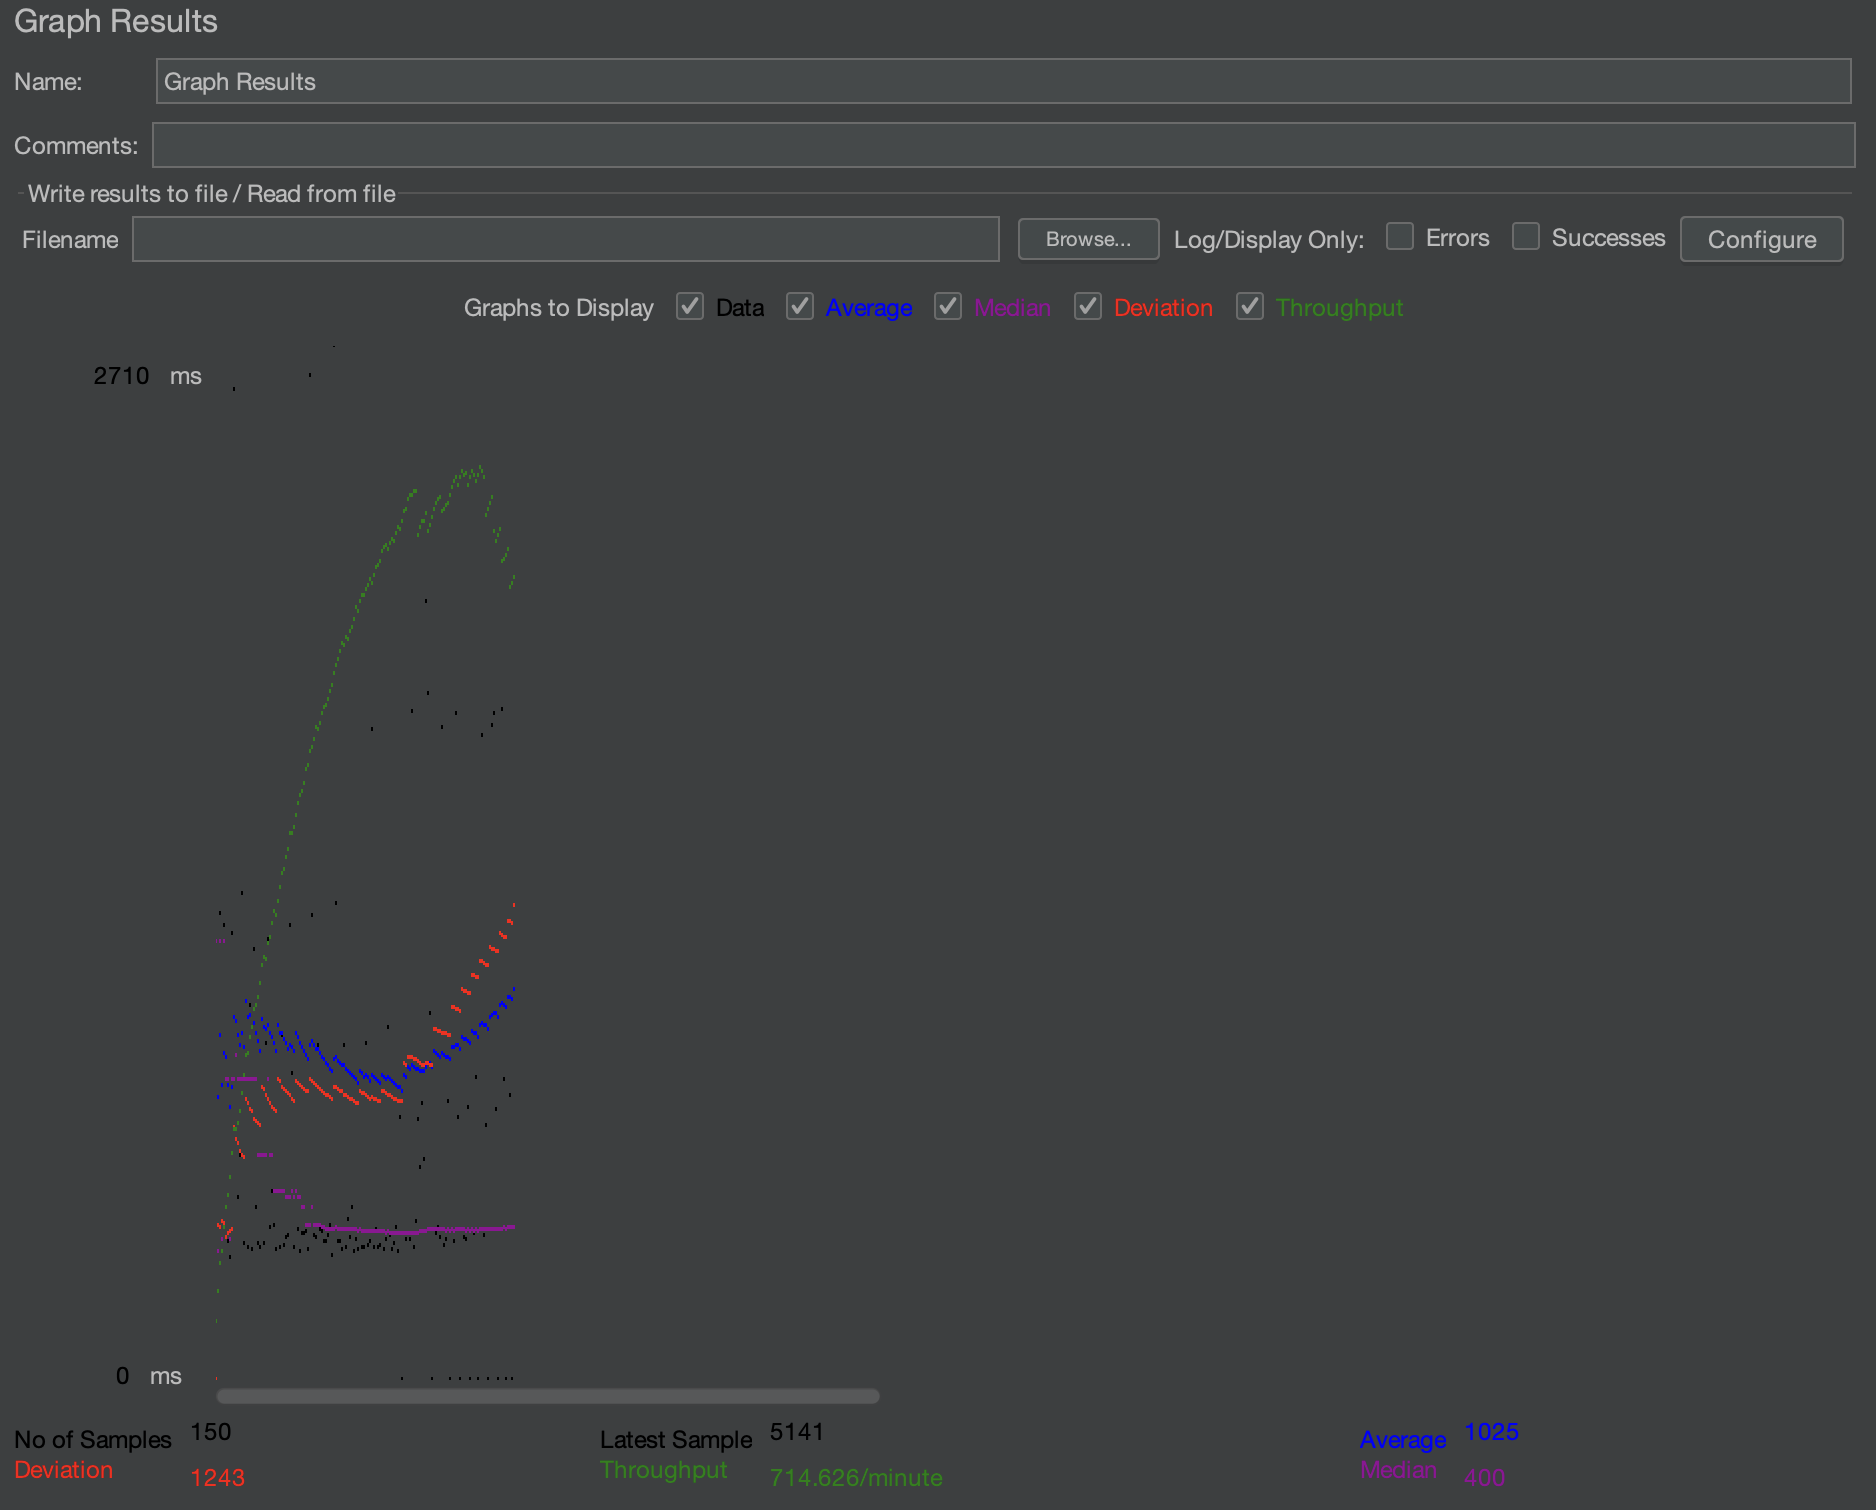 Graph Results
Name: Graph Results
Comments:
Write results to file / Read from file
Filename Browse... Log/Display Only: Errors Successes Configure
Graphs to Display Data Average Median Deviation Throughput
2710 ms
0 ms
No of Samples 150 Latest Sample 5141 Average 1025
Deviation 1243 Throughput 714.626/minute Median 400